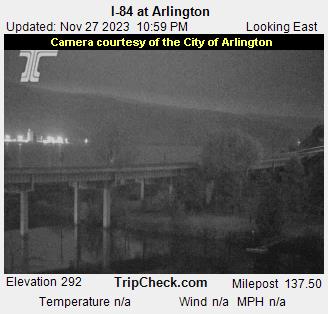 I-84 at Arlington
Updated: Nov 27 2023 10:59 PM Looking East
Camera courtesy of the City of Arlington
Elevation 292 TripCheck.com Milepost 137.50
Temperature n/a Wind n/a MPH n/a